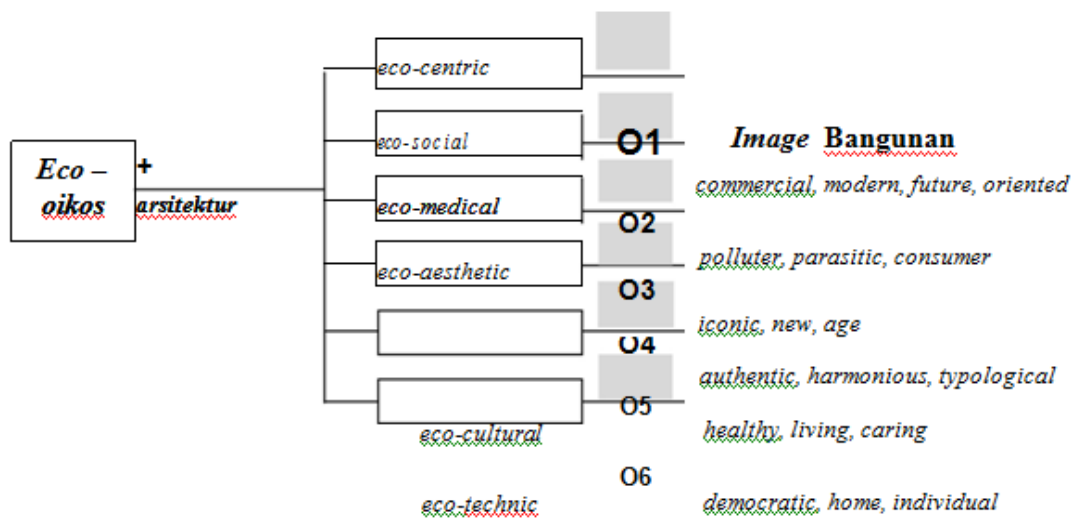 eco-centric
eco-social
O1
Image Bangunan
Eco –
oikos
+
arsitektur
commercial, modern, future, oriented
eco-medical
O2
polluter, parasitic, consumer
eco-aesthetic
O3
iconic, new, age
O4
authentic, harmonious, typological
O5
eco-cultural
healthy, living, caring
O6
eco-technic
democratic, home, individual